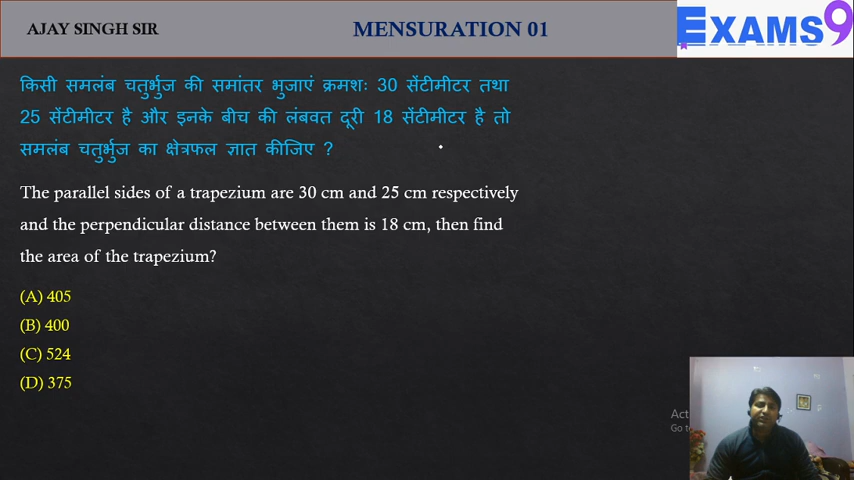 AJAY SINGH SIR
MENSURATION 01
EXAMS9
किसी समलंब चतुर्भुज की समांतर भुजाएं क्रमशः 30 सेंटीमीटर तथा
25 सेंटीमीटर है और इनके बीच की लंबवत दूरी 18 सेंटीमीटर है तो
समलंब चतुर्भुज का क्षेत्रफल ज्ञात कीजिए ?
The parallel sides of a trapezium are 30 cm and 25 cm respectively
and the perpendicular distance between them is 18 cm, then find
the area of the trapezium?
(A) 405
(B) 400
(C) 524
(D) 375